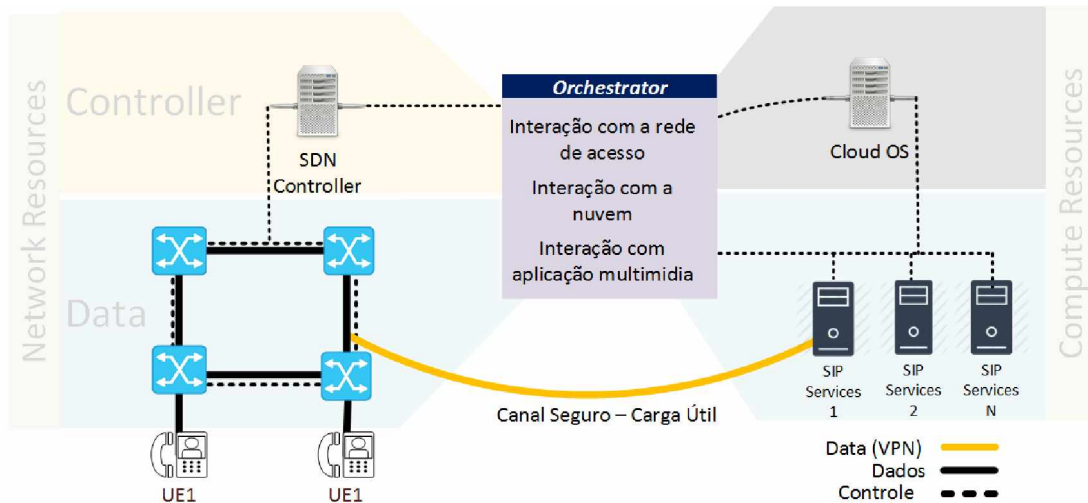 Network Resources
Controller
Data
SDN
Controller
Orchestrator
Interação com a rede
de acesso
Interação com a
nuvem
Interação com
aplicação multimidia
Cloud OS
Compute Resources
SIP
Services
1
SIP
Services
2
SIP
Services
N
Canal Seguro – Carga Útil
UE1
UE1
Data (VPN)
Dados
Controle